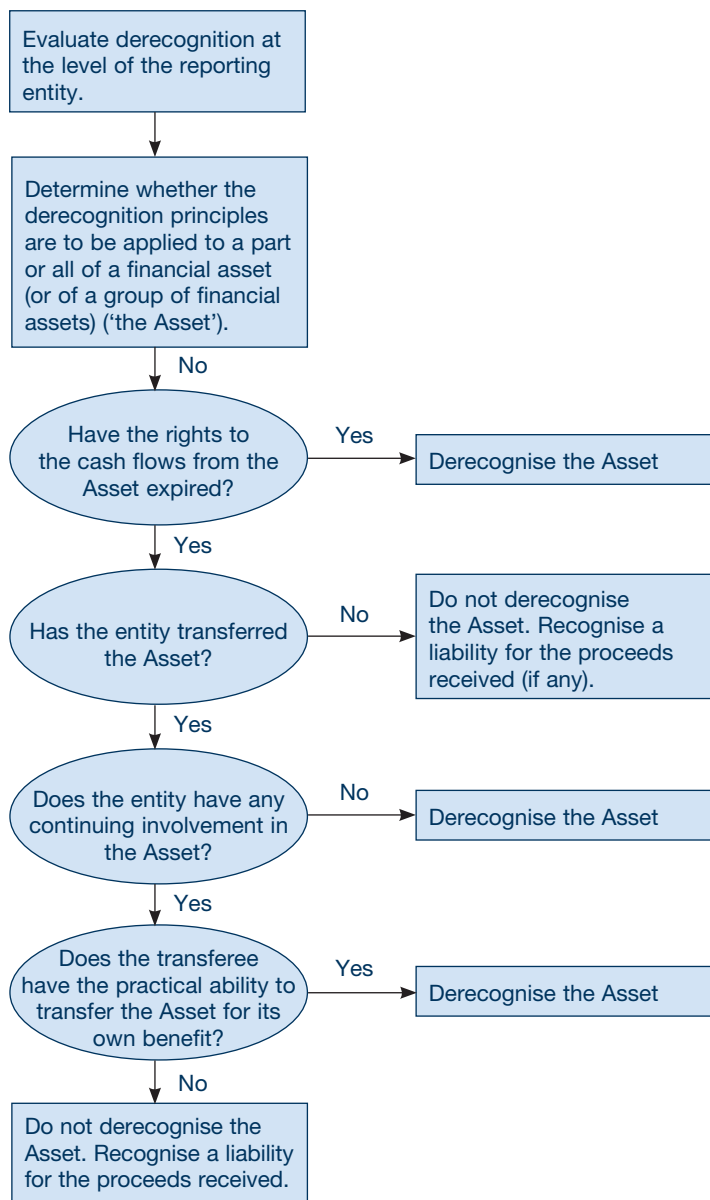 Evaluate derecognition at
the level of the reporting
entity.
Determine whether the
derecognition principles
are to be applied to a part
or all of a financial asset
(or of a group of financial
assets) (‘the Asset’).
No
Have the rights to
the cash flows from the
Asset expired?
Yes
Derecognise the Asset
Yes
Has the entity transferred
the Asset?
No
Do not derecognise
the Asset. Recognise a
liability for the proceeds
received (if any).
Yes
Does the entity have any
continuing involvement in
the Asset?
No
Derecognise the Asset
Yes
Does the transferee
have the practical ability to
transfer the Asset for its
own benefit?
Yes
Derecognise the Asset
No
Do not derecognise the
Asset. Recognise a liability
for the proceeds received.